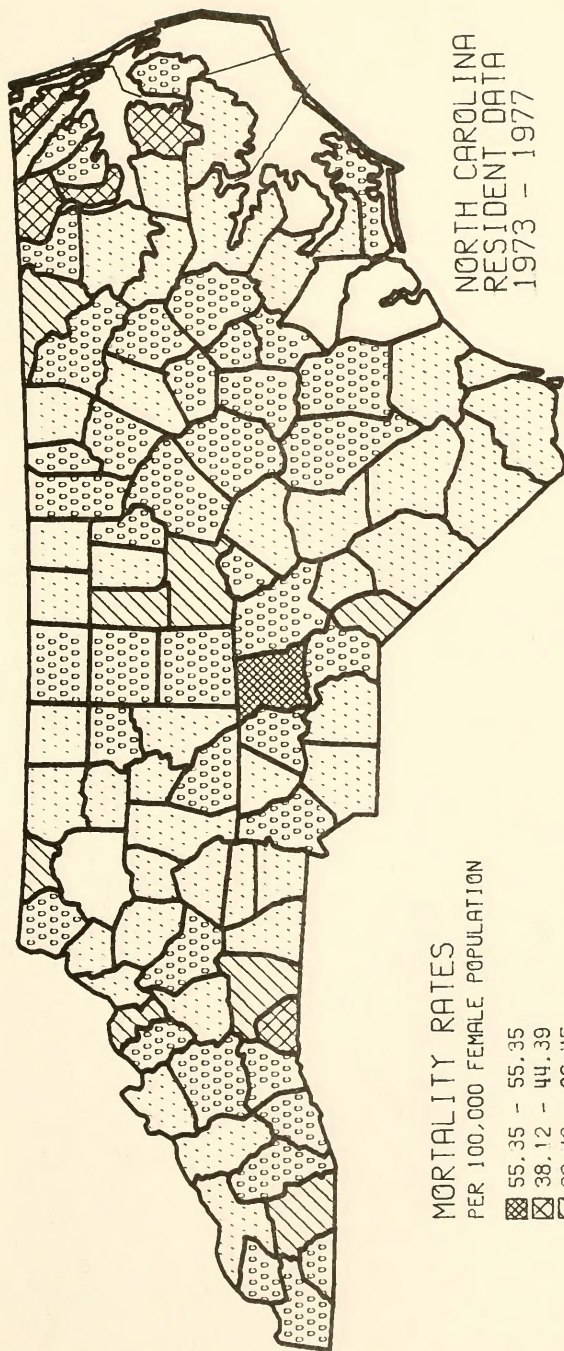 NORTH CAROLINA
RESIDENT DATA
1973 - 1977
MORTALITY RATES
PER 100,000 FEMALE POPULATION
55.35 - 55.35
38.12 - 44.39